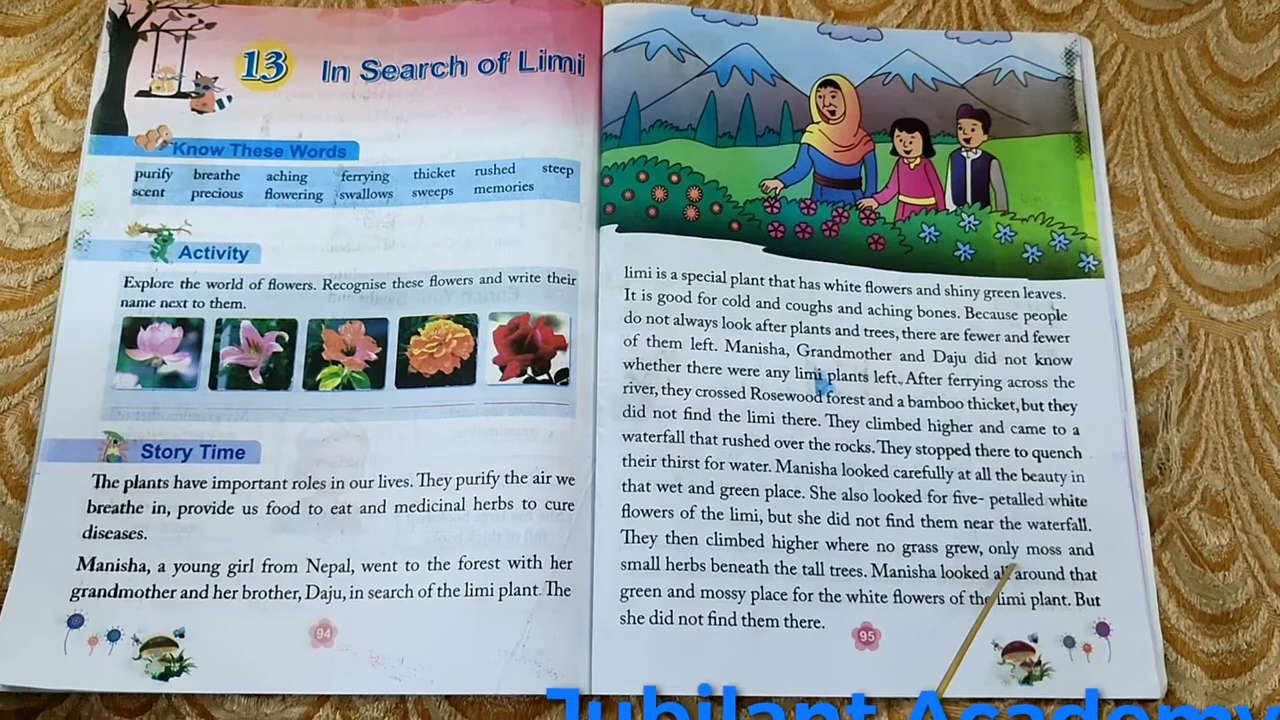 13 In Search of Limi
Know These Words
purify breathe aching ferrying thicket rushed steep
scent precious flowering swallows sweeps memories
Activity
Explore the world of flowers. Recognise these flowers and write their
name next to them.
Story Time
The plants have important roles in our lives. They purify the air we
breathe in, provide us food to eat and medicinal herbs to cure
diseases.
Manisha, a young girl from Nepal, went to the forest with her
grandmother and her brother, Daju, in search of the limi plant. The
94
limi is a special plant that has white flowers and shiny green leaves.
It is good for cold and coughs and aching bones. Because people
do not always look after plants and trees, there are fewer and fewer
of them left. Manisha, Grandmother and Daju did not know
whether there were any limi plants left. After ferrying across the
river, they crossed Rosewood forest and a bamboo thicket, but they
did not find the limi there. They climbed higher and came to a
waterfall that rushed over the rocks. They stopped there to quench
their thirst for water. Manisha looked carefully at all the beauty in
that wet and green place. She also looked for five- petalled white
flowers of the limi, but she did not find them near the waterfall.
They then climbed higher where no grass grew, only moss and
small herbs beneath the tall trees. Manisha looked all around that
green and mossy place for the white flowers of the limi plant. But
she did not find them there.
95
Jubilant Academy